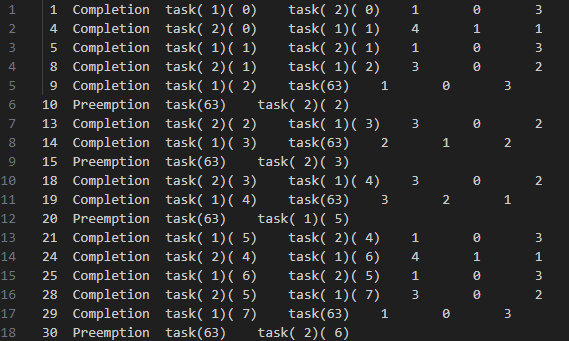 1 1 Completion task( 1)( 0) task( 2)( 0) 1 0 3
2 4 Completion task( 2)( 0) task( 1)( 1) 4 1 1
3 5 Completion task( 1)( 1) task( 2)( 1) 1 0 3
4 8 Completion task( 2)( 1) task( 1)( 2) 3 0 2
5 9 Completion task( 1)( 2) task(63) 1 0 3
6 10 Preemption task(63) task( 2)( 2)
7 13 Completion task( 2)( 2) task( 1)( 3) 3 0 2
8 14 Completion task( 1)( 3) task(63) 2 1 2
9 15 Preemption task(63) task( 2)( 3)
10 18 Completion task( 2)( 3) task( 1)( 4) 3 0 2
11 19 Completion task( 1)( 4) task(63) 3 2 1
12 20 Preemption task(63) task( 1)( 5)
13 21 Completion task( 1)( 5) task( 2)( 4) 1 0 3
14 24 Completion task( 2)( 4) task( 1)( 6) 4 1 1
15 25 Completion task( 1)( 6) task( 2)( 5) 1 0 3
16 28 Completion task( 2)( 5) task( 1)( 7) 3 0 2
17 29 Completion task( 1)( 7) task(63) 1 0 3
18 30 Preemption task(63) task( 2)( 6)